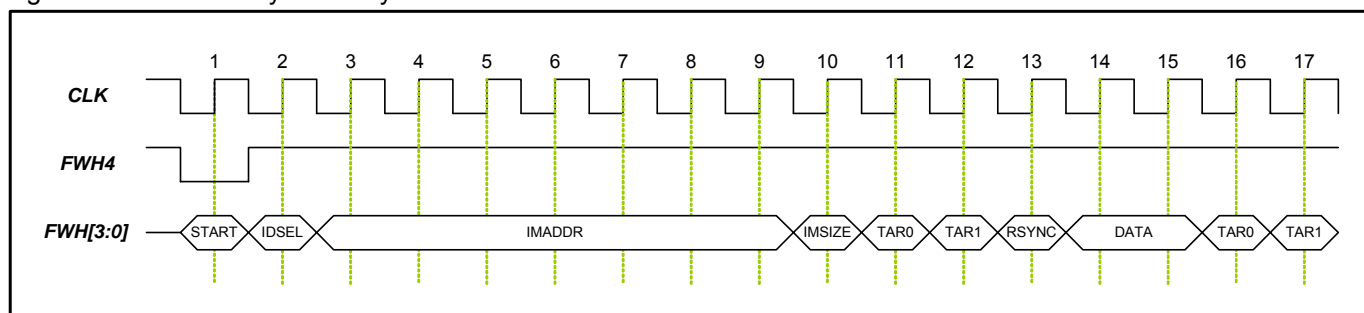 1 2 3 4 5 6 7 8 9 10 11 12 13 14 15 16 17
CLK
FWH4
FWH[3:0] START IDSEL IMADDR IMSIZE TAR0 TAR1 RSYNC DATA TAR0 TAR1